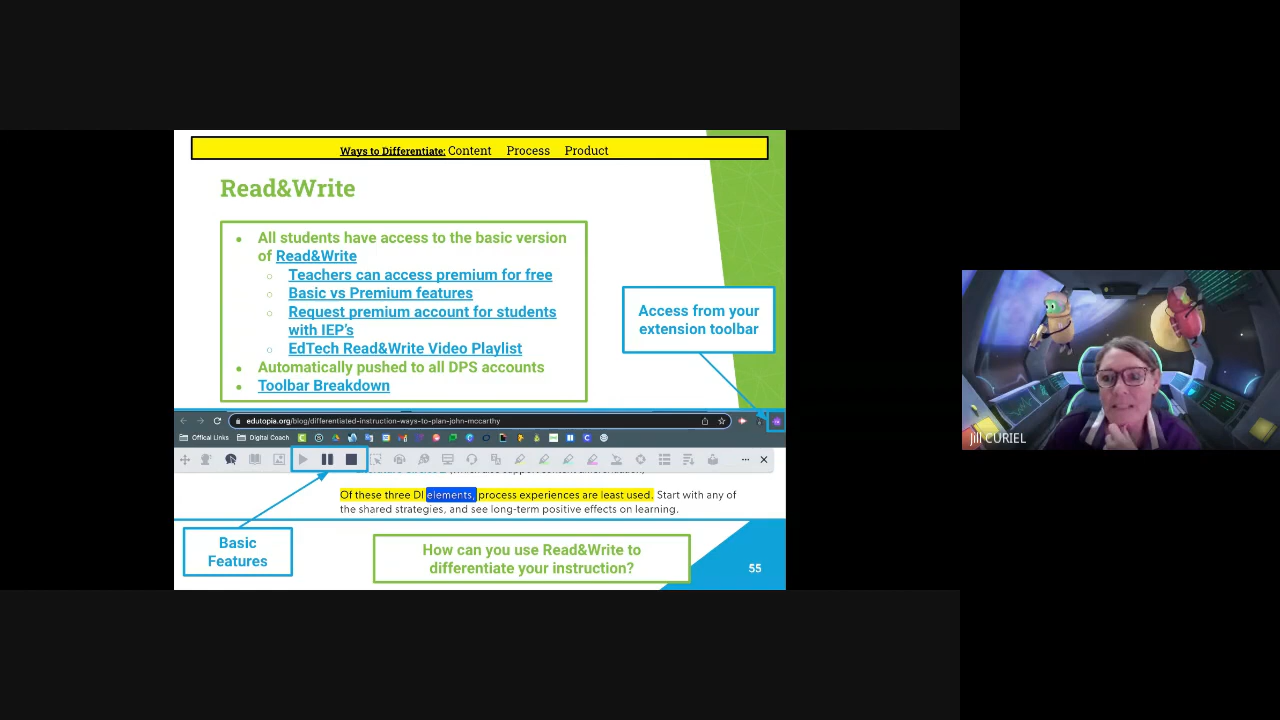 Ways to Differentiate: Content Process Product
Read&Write
● All students have access to the basic version
of Read&Write
○ Teachers can access premium for free
○ Basic vs Premium features
○ Request premium account for students
with IEP's
○ EdTech Read&Write Video Playlist
● Automatically pushed to all DPS accounts
● Toolbar Breakdown
Access from your
extension toolbar
edutopia.org/blog/differentiated-instruction-ways-to-plan-john-mccarthy
Offical Links Digital Coach
Of these three DI elements, process experiences are least used. Start with any of
the shared strategies, and see long-term positive effects on learning.
Basic
Features
How can you use Read&Write to
differentiate your instruction?
55
Jill CURIEL